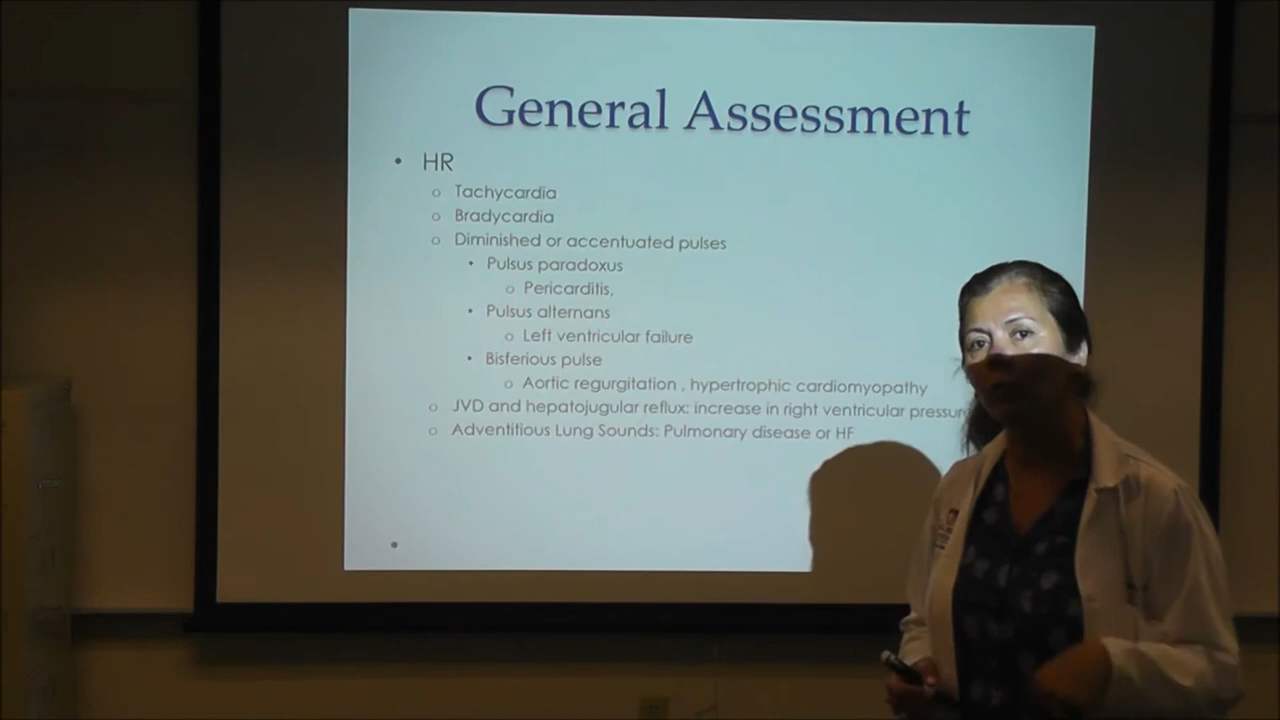 General Assessment
• HR
o Tachycardia
o Bradycardia
o Diminished or accentuated pulses
• Pulsus paradoxus
o Pericarditis,
• Pulsus alternans
o Left ventricular failure
• Bisferious pulse
o Aortic regurgitation , hypertrophic cardiomyopathy
o JVD and hepatojugular reflux: increase in right ventricular pressure
o Adventitious Lung Sounds: Pulmonary disease or HF
•